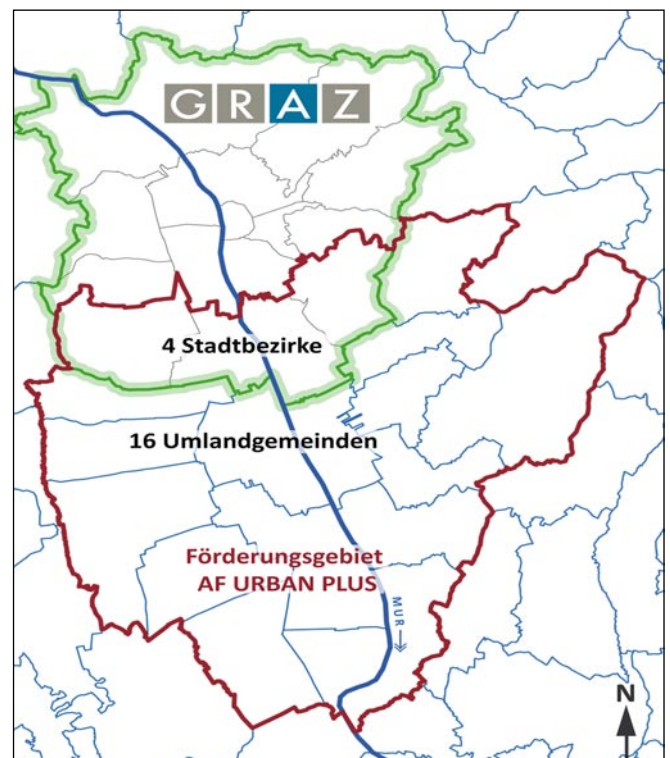 GRAZ
4 Stadtbezirke
16 Umlandgemeinden
Förderungsgebiet
AF URBAN PLUS
MUR
N